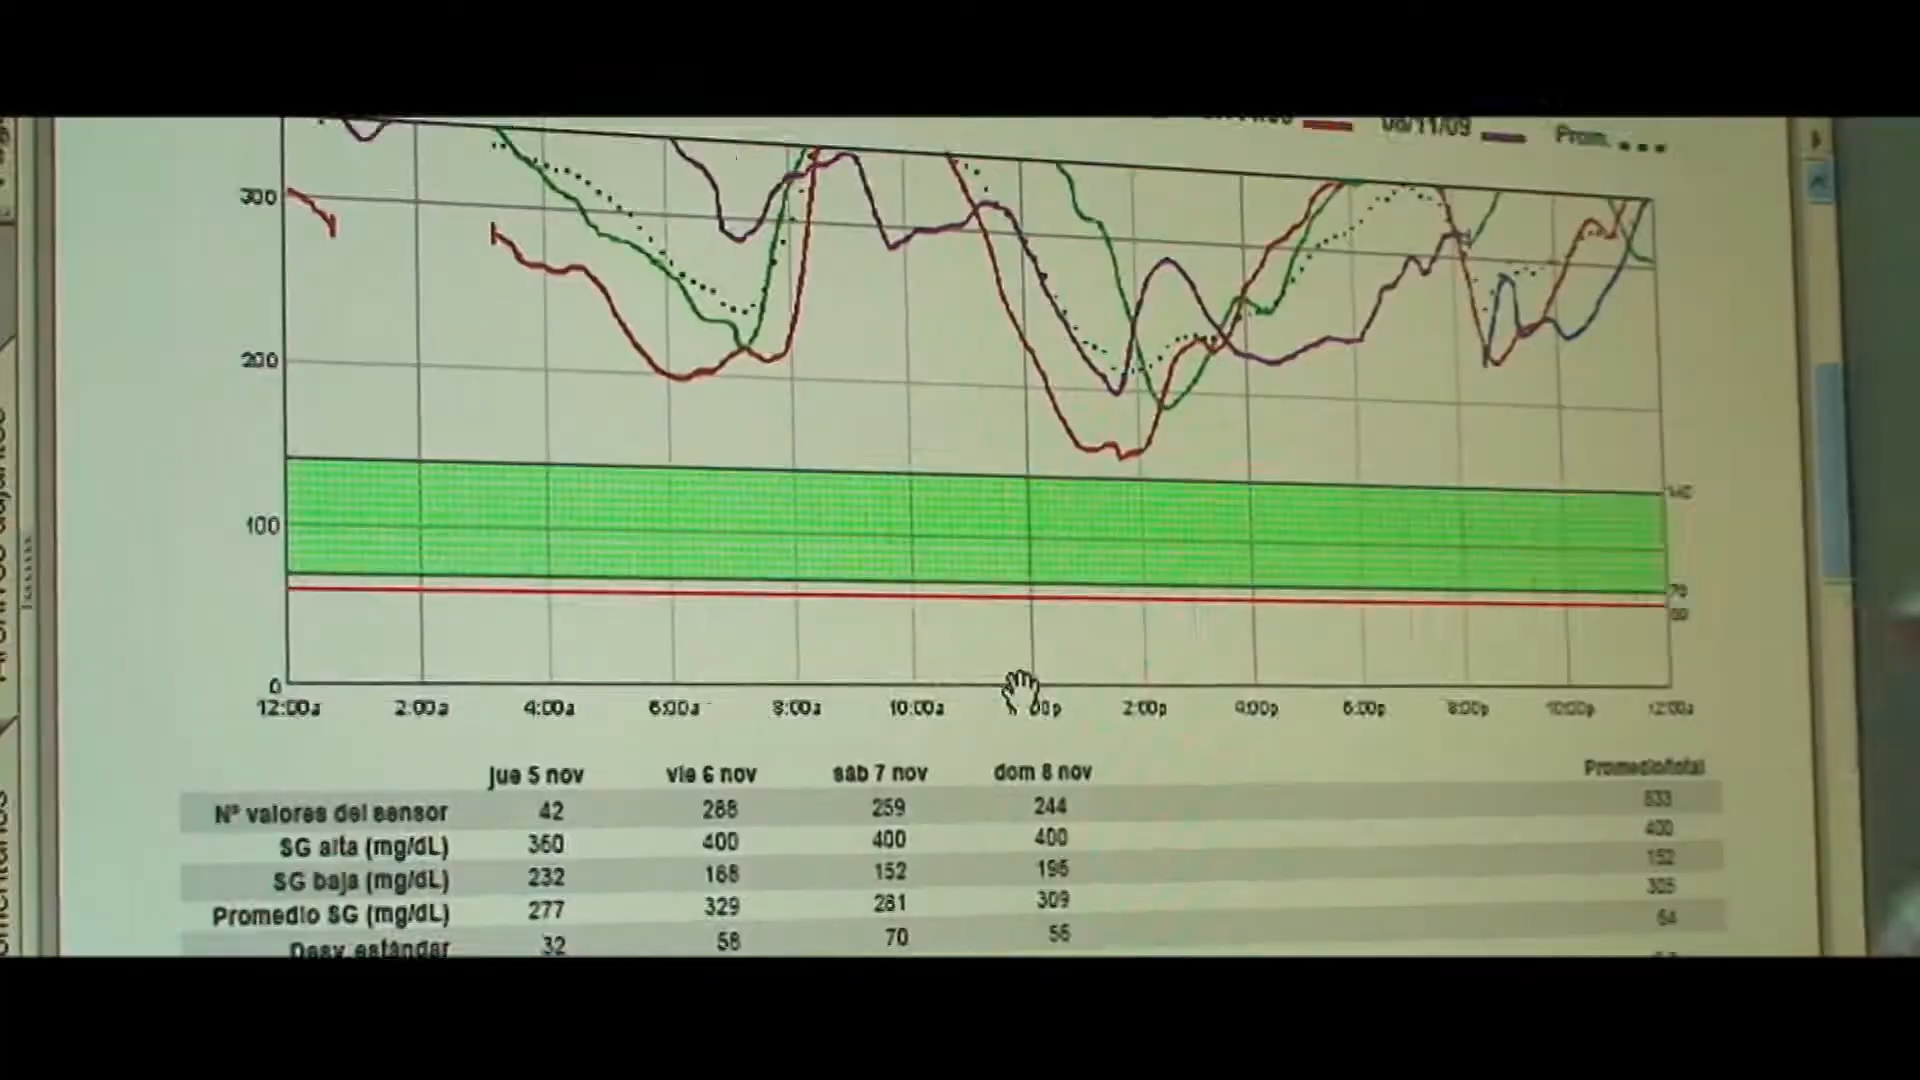 08/11/09 Prom.
300
200
100
140
70
60
0
12:00a 2:00a 4:00a 6:00a 8:00a 10:00a 00p 2:00p 4:00p 6:00p 8:00p 10:00p 12:00a
jue 5 nov vie 6 nov sáb 7 nov dom 8 nov Promedio/total
Nº valores del sensor 42 288 259 244 833
SG alta (mg/dL) 360 400 400 400 400
SG baja (mg/dL) 232 168 152 196 152
Promedio SG (mg/dL) 277 329 281 309 305
Desv. estándar 32 58 70 56 64